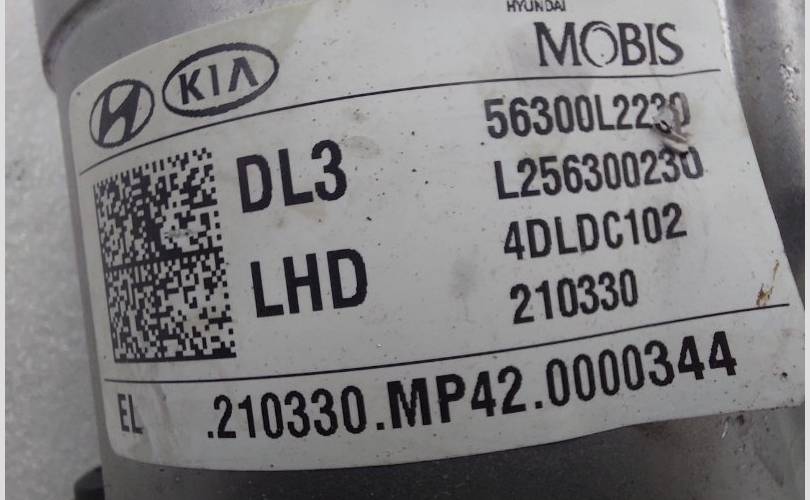 HYUNDAI
MOBIS
KIA
DL3
LHD
56300L2230
L256300230
4DLDC102
210330
EL .210330.MP42.0000344